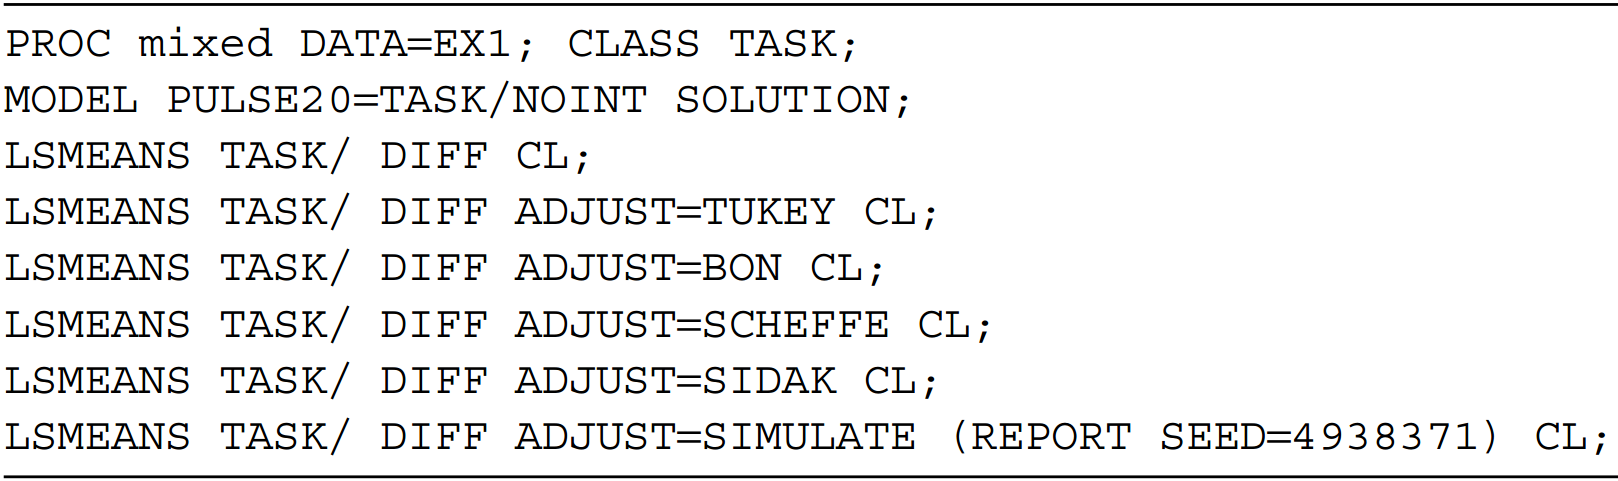 PROC mixed DATA=EX1; CLASS TASK;
MODEL PULSE20=TASK/NOINT SOLUTION;
LSMEANS TASK/ DIFF CL;
LSMEANS TASK/ DIFF ADJUST=TUKEY CL;
LSMEANS TASK/ DIFF ADJUST=BON CL;
LSMEANS TASK/ DIFF ADJUST=SCHEFFE CL;
LSMEANS TASK/ DIFF ADJUST=SIDAK CL;
LSMEANS TASK/ DIFF ADJUST=SIMULATE (REPORT SEED=4938371) CL;